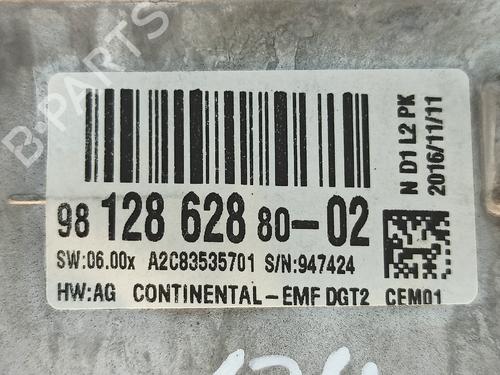 B-PARTS
N D1 L2 PK
2016/11/11
98 128 628 80-02
SW:06.00x A2C83535701 S/N:947424
HW:AG CONTINENTAL-EMF DGT2 CEM01